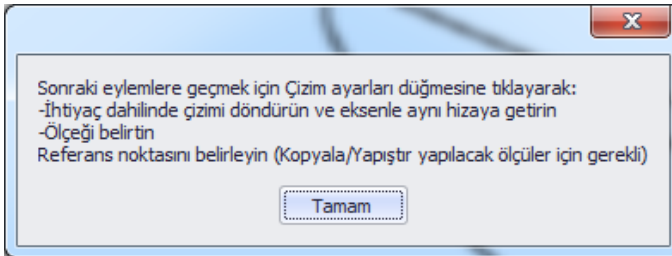 Sonraki eylemlere geçmek için Çizim ayarları düğmesine tıklayarak:
-İhtiyaç dahilinde çizimi döndürün ve eksenle aynı hizaya getirin
-Ölçeği belirtin
Referans noktasını belirleyin (Kopyala/Yapıştır yapılacak ölçüler için gerekli)
Tamam